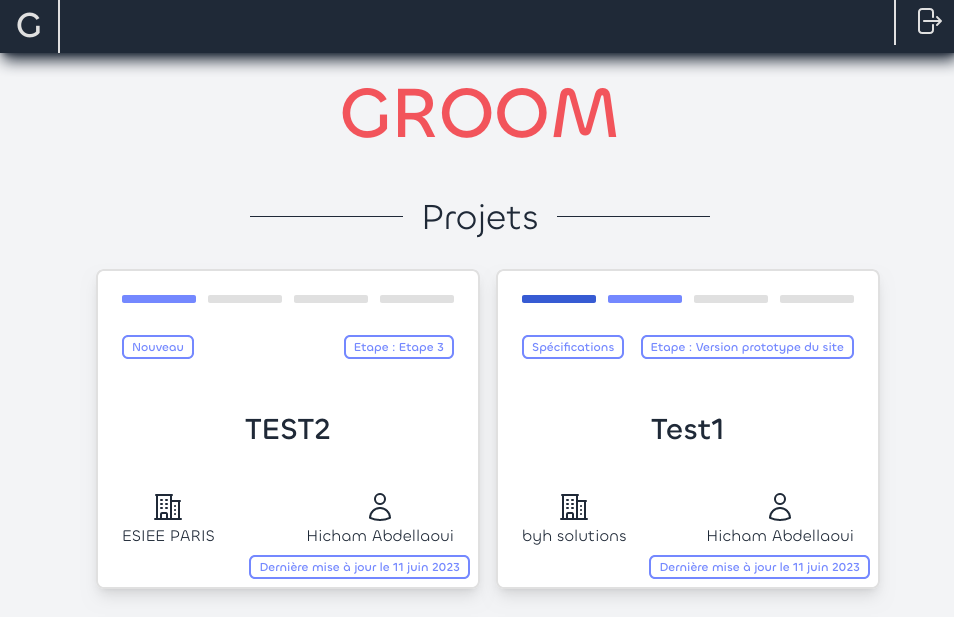 G
GROOM
Projets
Nouveau
Etape : Etape 3
TEST2
ESIEE PARIS
Hicham Abdellaoui
Dernière mise à jour le 11 juin 2023
Spécifications
Etape : Version prototype du site
Test1
byh solutions
Hicham Abdellaoui
Dernière mise à jour le 11 juin 2023